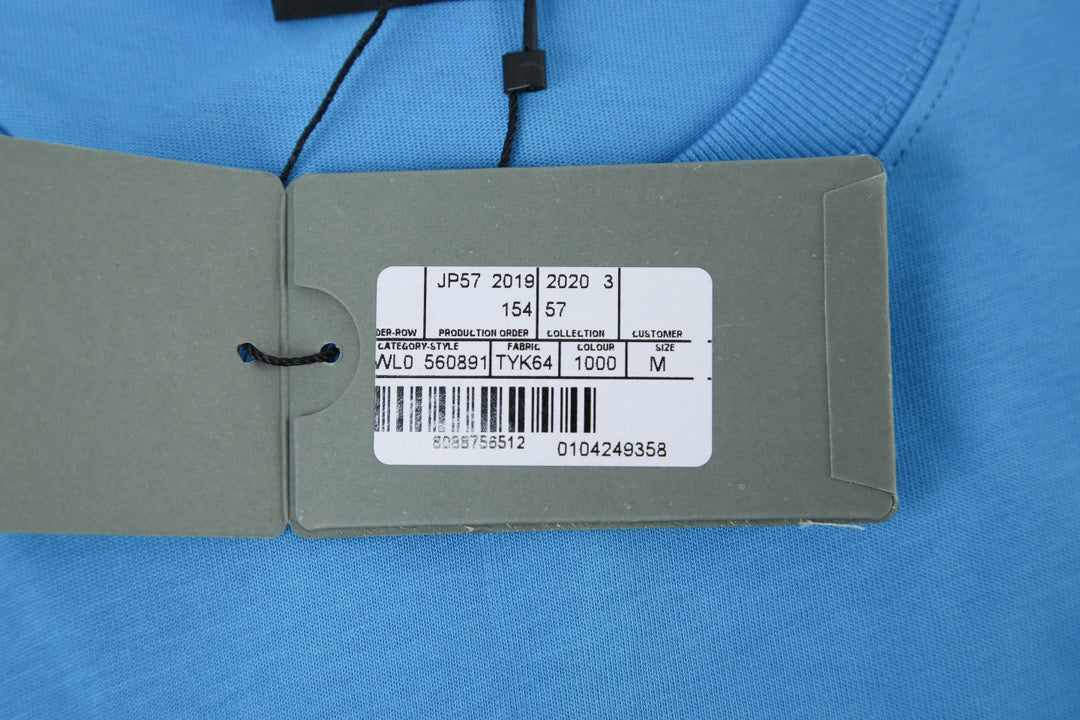 JP57 2019 2020 3
154 57
DER-ROW PRODUCTION ORDER COLLECTION CUSTOMER
CATEGORY-STYLE FABRIC COLOUR SIZE
WL0 560891 TYK64 1000 M
8088756512 0104249358